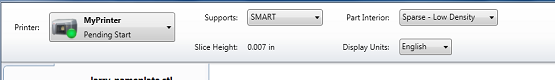 Printer:
MyPrinter
Pending Start
Supports: SMART
Slice Height: 0.007 in
Part Interior: Sparse - Low Density
Display Units: English